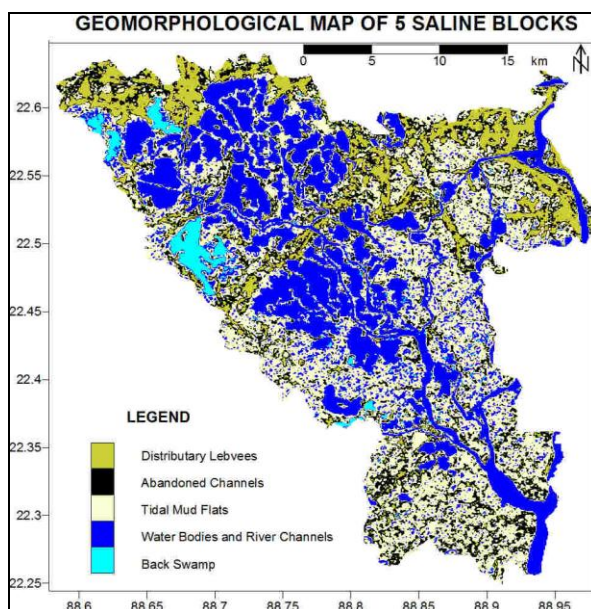 GEOMORPHOLOGICAL MAP OF 5 SALINE BLOCKS
0 5 10 15
km
N
22.6
22.55
22.5
22.45
22.4
22.35
22.3
22.25
LEGEND
Distributary Lebvees
Abandoned Channels
Tidal Mud Flats
Water Bodies and River Channels
Back Swamp
88.6 88.65 88.7 88.75 88.8 88.85 88.9 88.95